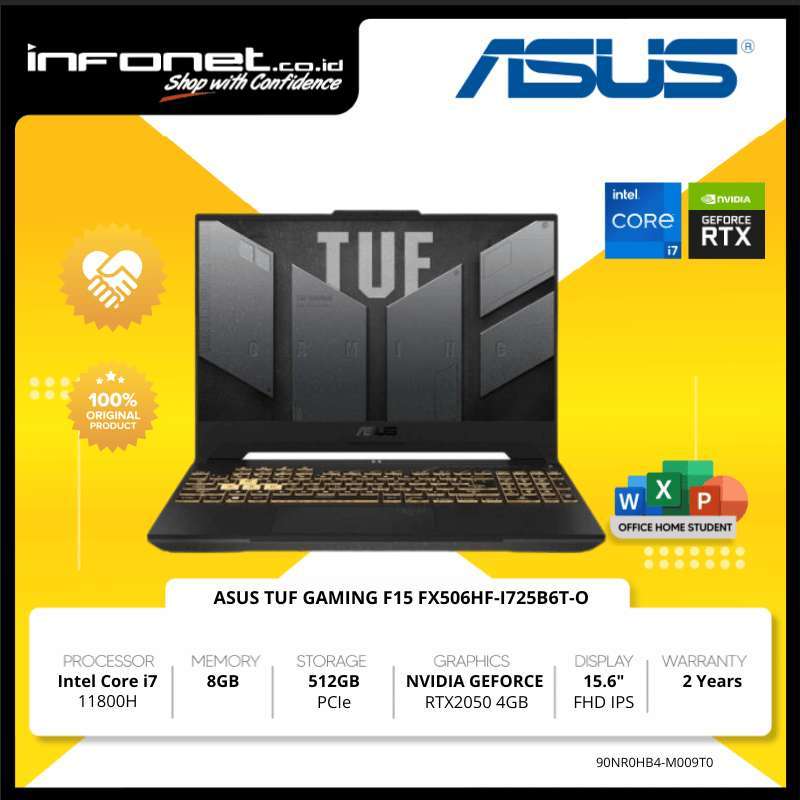 infonet.co.id
Shop with Confidence
ASUS®
intel.
CORE
i7
NVIDIA
GEFORCE
RTX
TUF
GAMING
ASUS
100%
ORIGINAL
PRODUCT
W X P
OFFICE HOME STUDENT
ASUS TUF GAMING F15 FX506HF-I725B6T-O
PROCESSOR
Intel Core i7
11800H
MEMORY
8GB
STORAGE
512GB
PCIe
GRAPHICS
NVIDIA GEFORCE
RTX2050 4GB
DISPLAY
15.6"
FHD IPS
WARRANTY
2 Years
90NR0HB4-M009T0